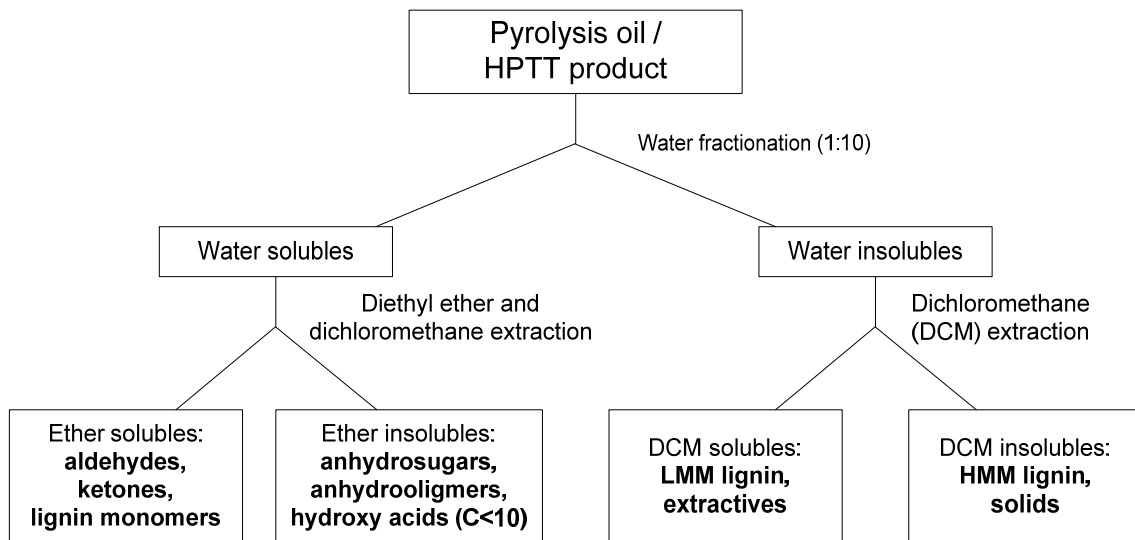 Pyrolysis oil /
HPTT product
Water fractionation (1:10)
Water solubles
Water insolubles
Diethyl ether and
dichloromethane extraction
Dichloromethane
(DCM) extraction
Ether solubles:
aldehydes,
ketones,
lignin monomers
Ether insolubles:
anhydrosugars,
anhydrooligmers,
hydroxy acids (C<10)
DCM solubles:
LMM lignin,
extractives
DCM insolubles:
HMM lignin,
solids